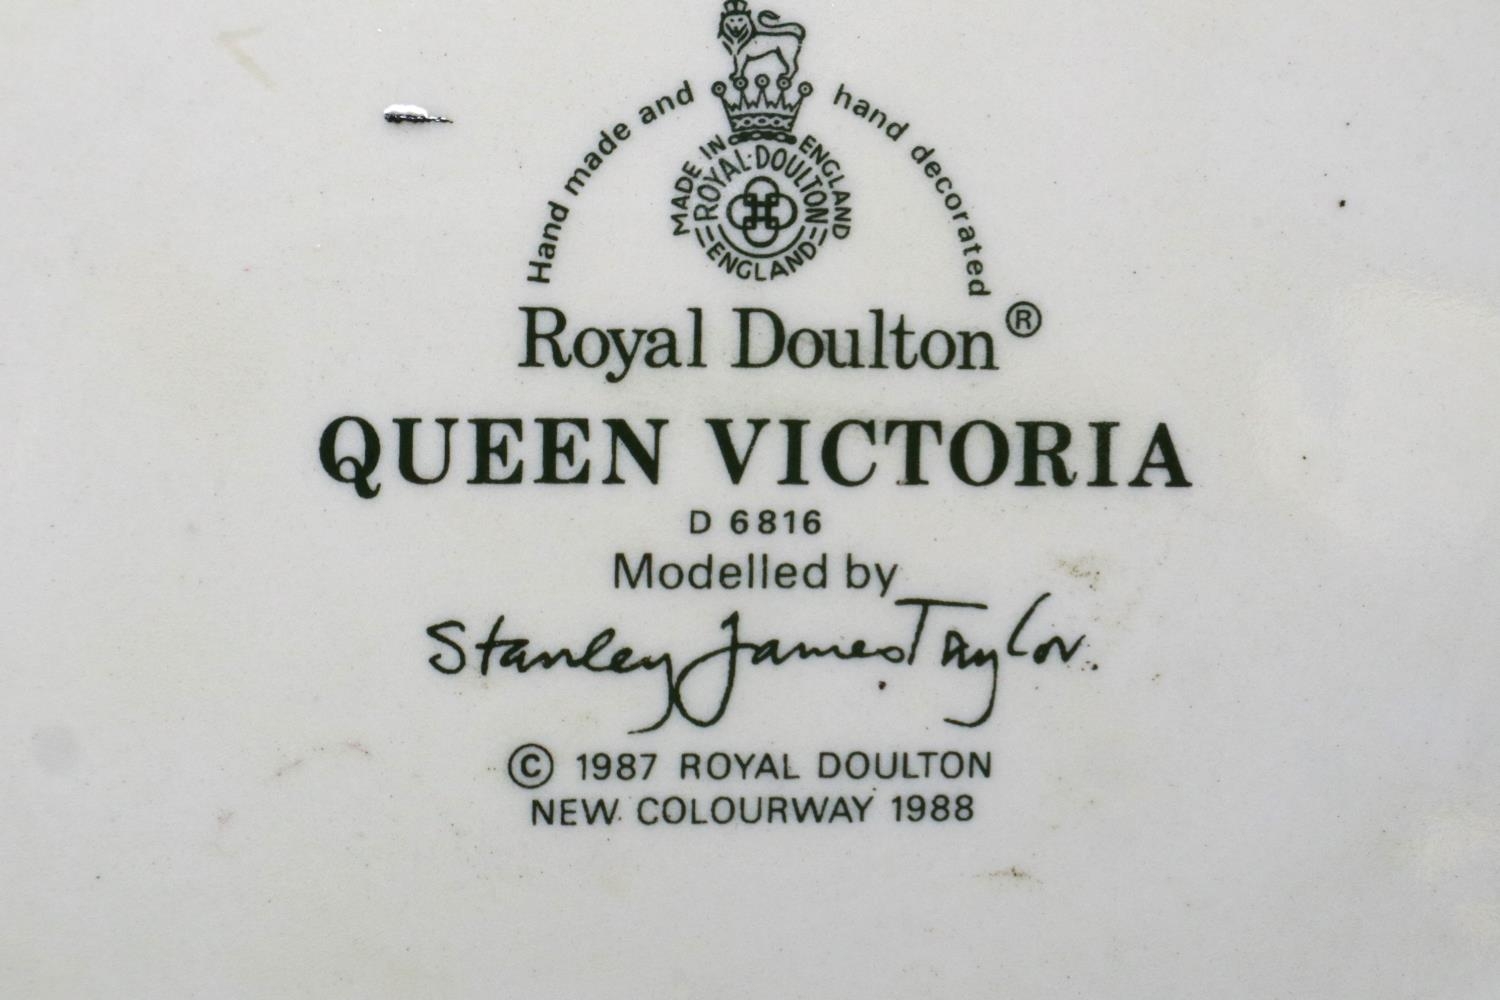 Hand made and hand decorated
MADE IN ENGLAND
ROYAL·DOULTON
ENGLAND
Royal Doulton®
QUEEN VICTORIA
D 6816
Modelled by
Stanley James Taylor.
© 1987 ROYAL DOULTON
NEW COLOURWAY 1988